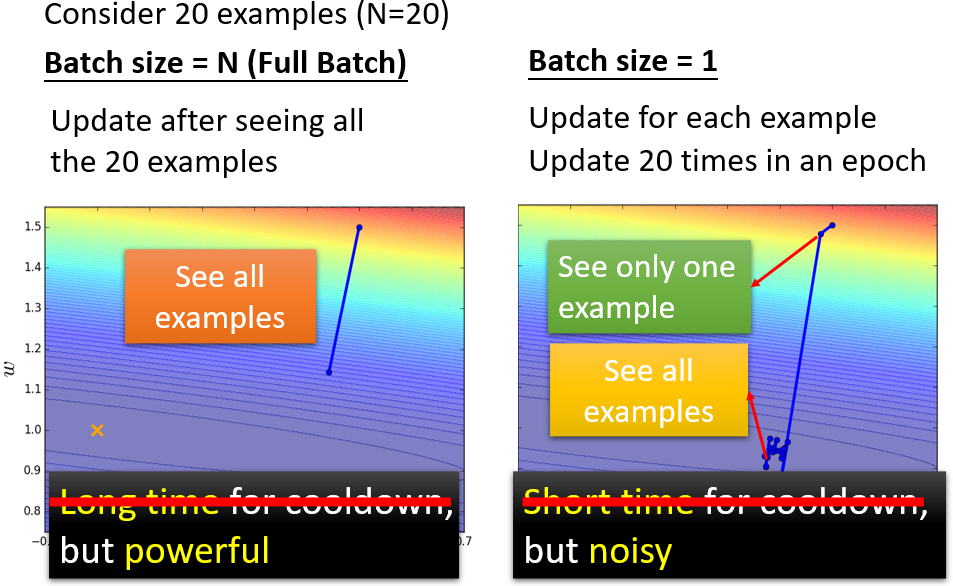 Consider 20 examples (N=20)
Batch size = N (Full Batch)
Update after seeing all
the 20 examples
1.5
1.4
1.3
1.2
1.1
1.0
0.9
0.8
w
See all
examples
Long time for cooldown,
but powerful
0.7
Batch size = 1
Update for each example
Update 20 times in an epoch
See only one
example
See all
examples
Short time for cooldown,
but noisy